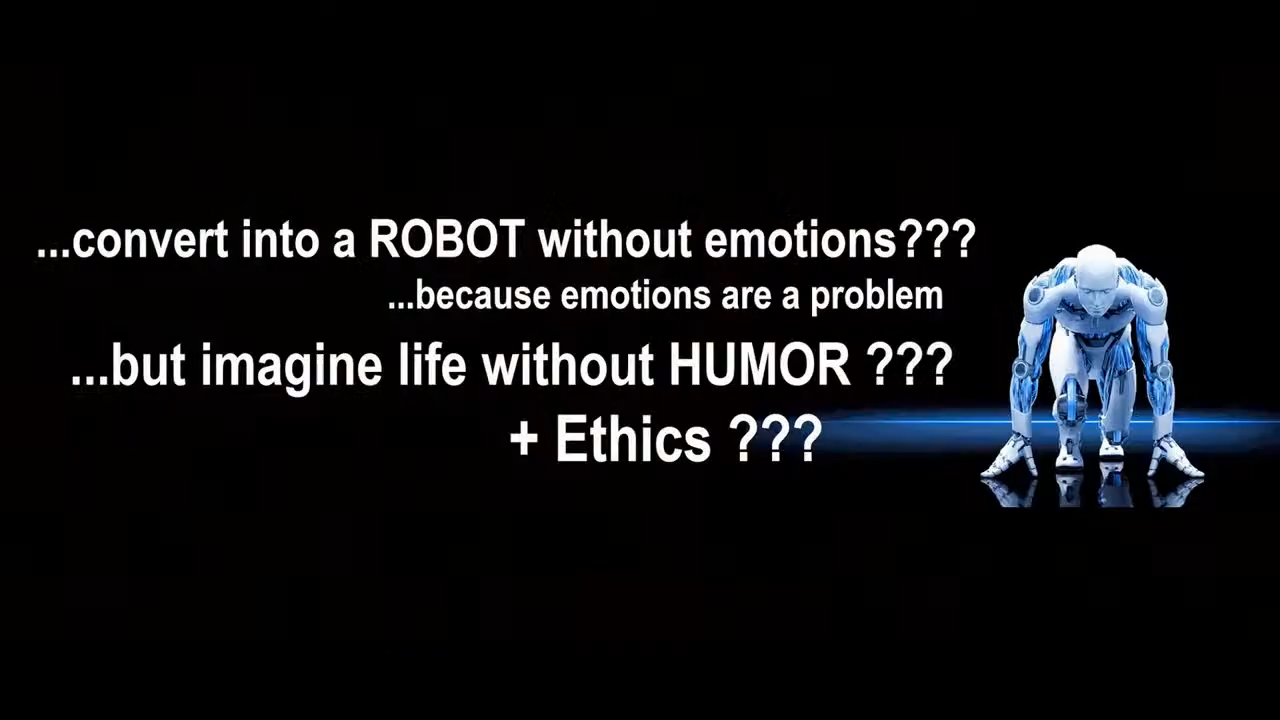 ...convert into a ROBOT without emotions???
...because emotions are a problem
...but imagine life without HUMOR ???
+ Ethics ???